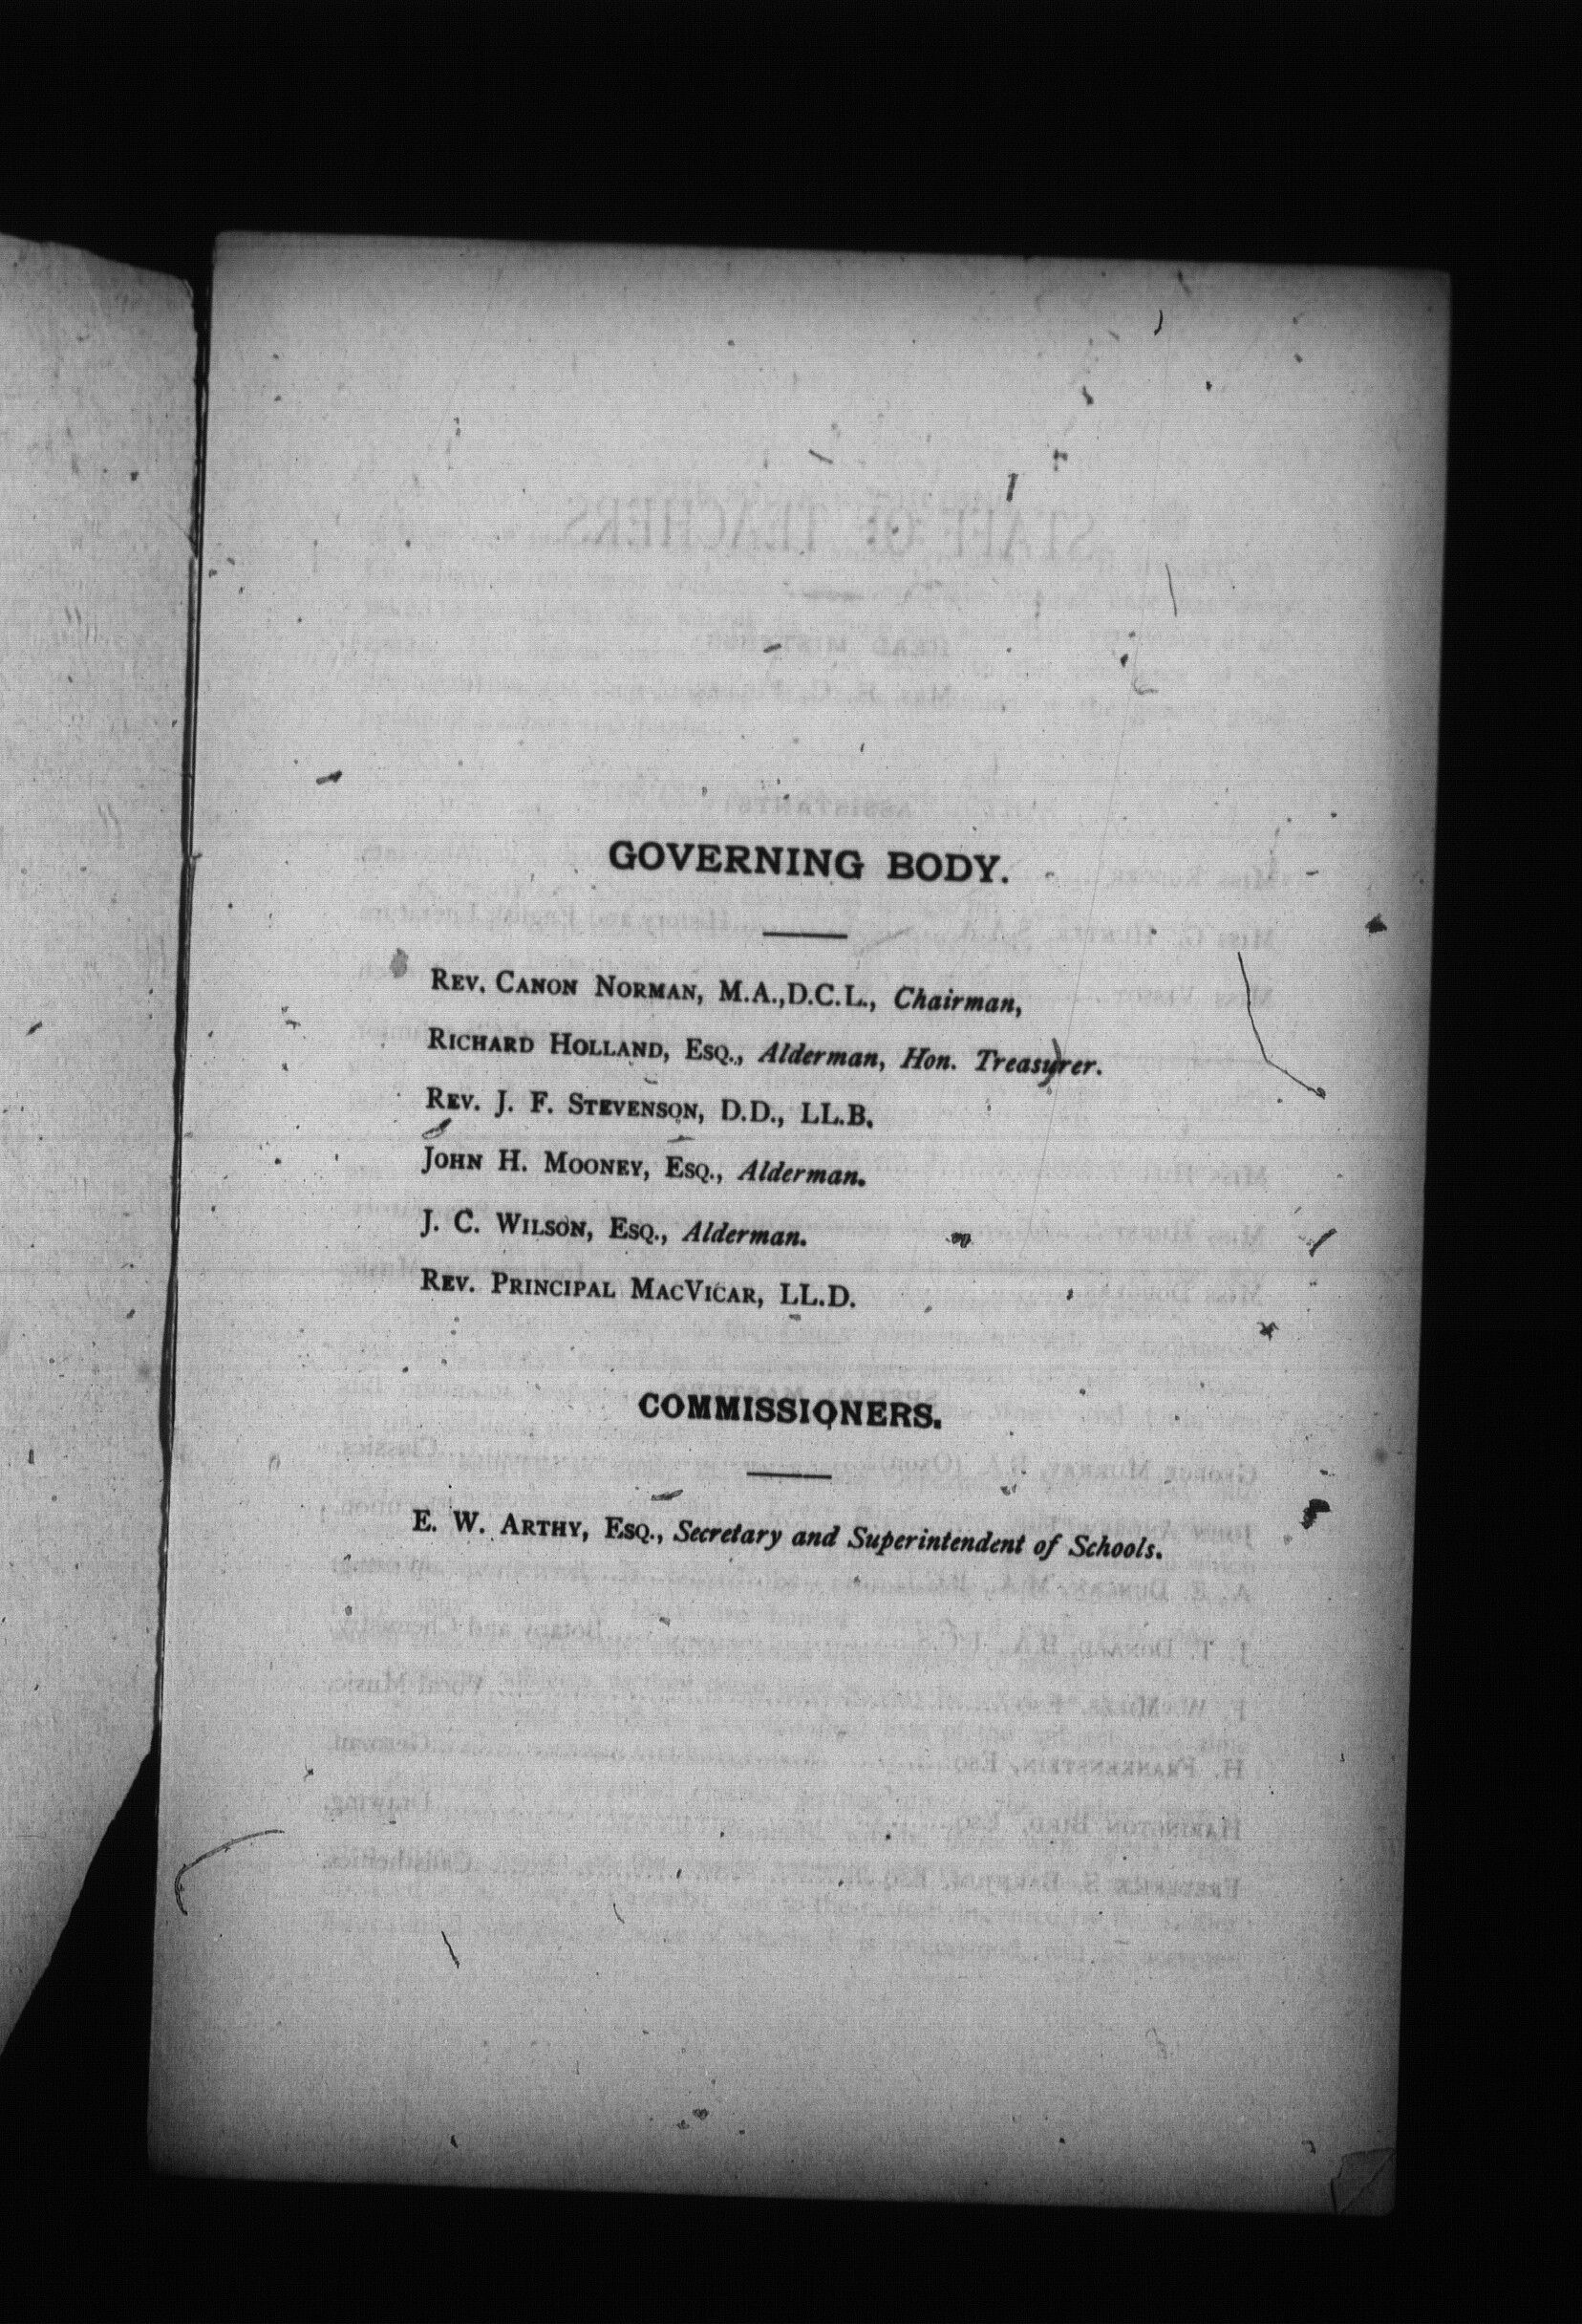 GOVERNING BODY.
REV. CANON NORMAN, M.A.,D.C.L., Chairman,
RICHARD HOLLAND, ESQ., Alderman, Hon. Treasurer.
REV. J. F. STEVENSON, D.D., LL.B.
JOHN H. MOONEY, ESQ., Alderman.
J. C. WILSON, ESQ., Alderman.
REV. PRINCIPAL MACVICAR, LL.D.
COMMISSIONERS.
E. W. ARTHY, ESQ., Secretary and Superintendent of Schools.